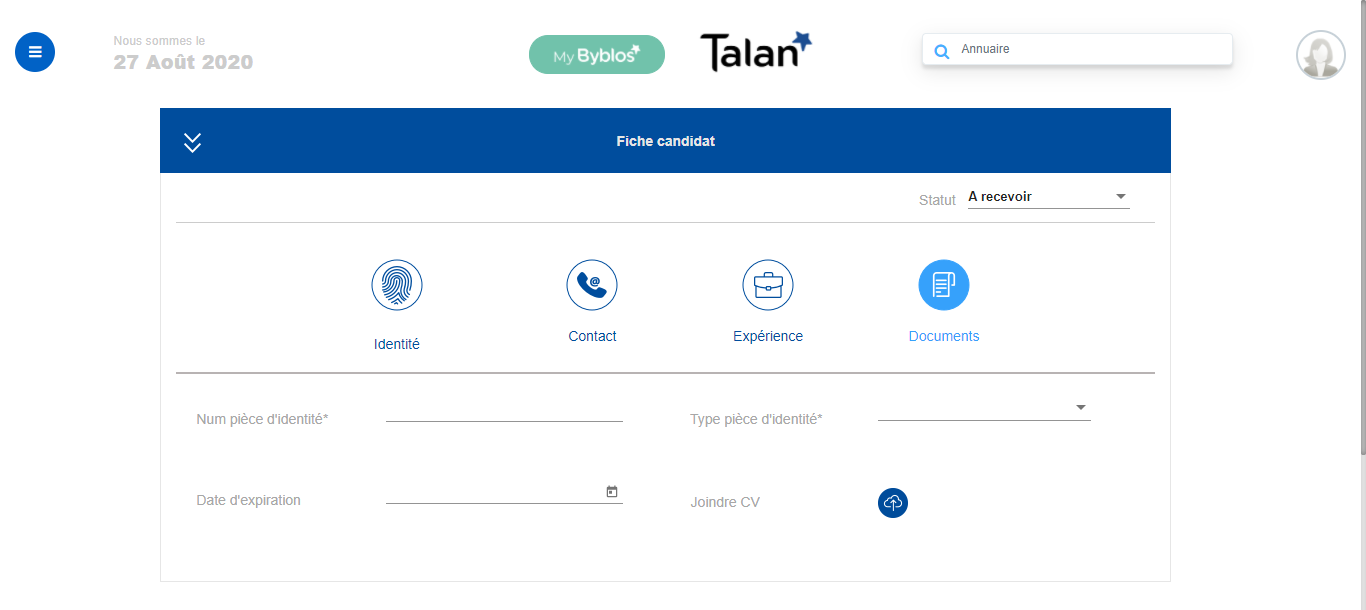 Nous sommes le
27 Août 2020
My Byblos
Talan
Annuaire
Fiche candidat
Statut A recevoir
Identité
Contact
Expérience
Documents
Num pièce d'identité*
Type pièce d'identité*
Date d'expiration
Joindre CV